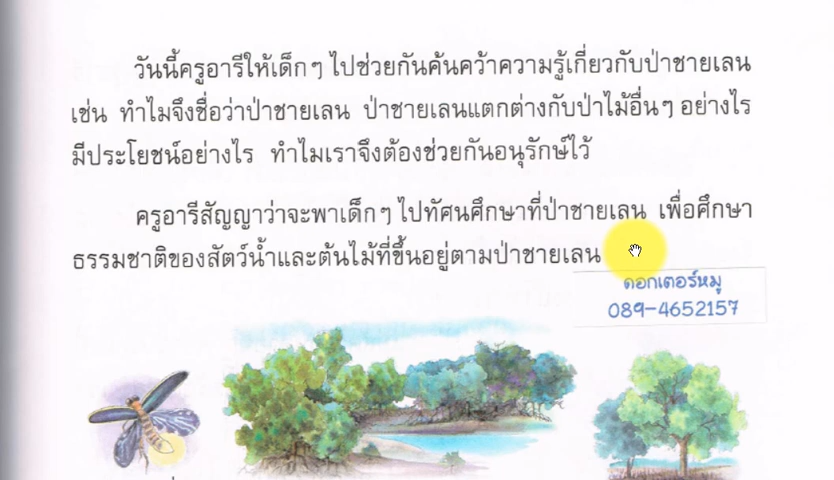 วันนี้ครูอารีให้เด็กๆ ไปช่วยกันค้นคว้าความรู้เกี่ยวกับป่าชายเลน
เช่น ทำไมจึงชื่อว่าป่าชายเลน ป่าชายเลนแตกต่างกับป่าไม้อื่นๆ อย่างไร
มีประโยชน์อย่างไร ทำไมเราจึงต้องช่วยกันอนุรักษ์ไว้
ครูอารีสัญญาว่าจะพาเด็กๆ ไปทัศนศึกษาที่ป่าชายเลน เพื่อศึกษา
ธรรมชาติของสัตว์น้ำและต้นไม้ที่ขึ้นอยู่ตามป่าชายเลน
ดอกเตอร์หมู
089-4652157